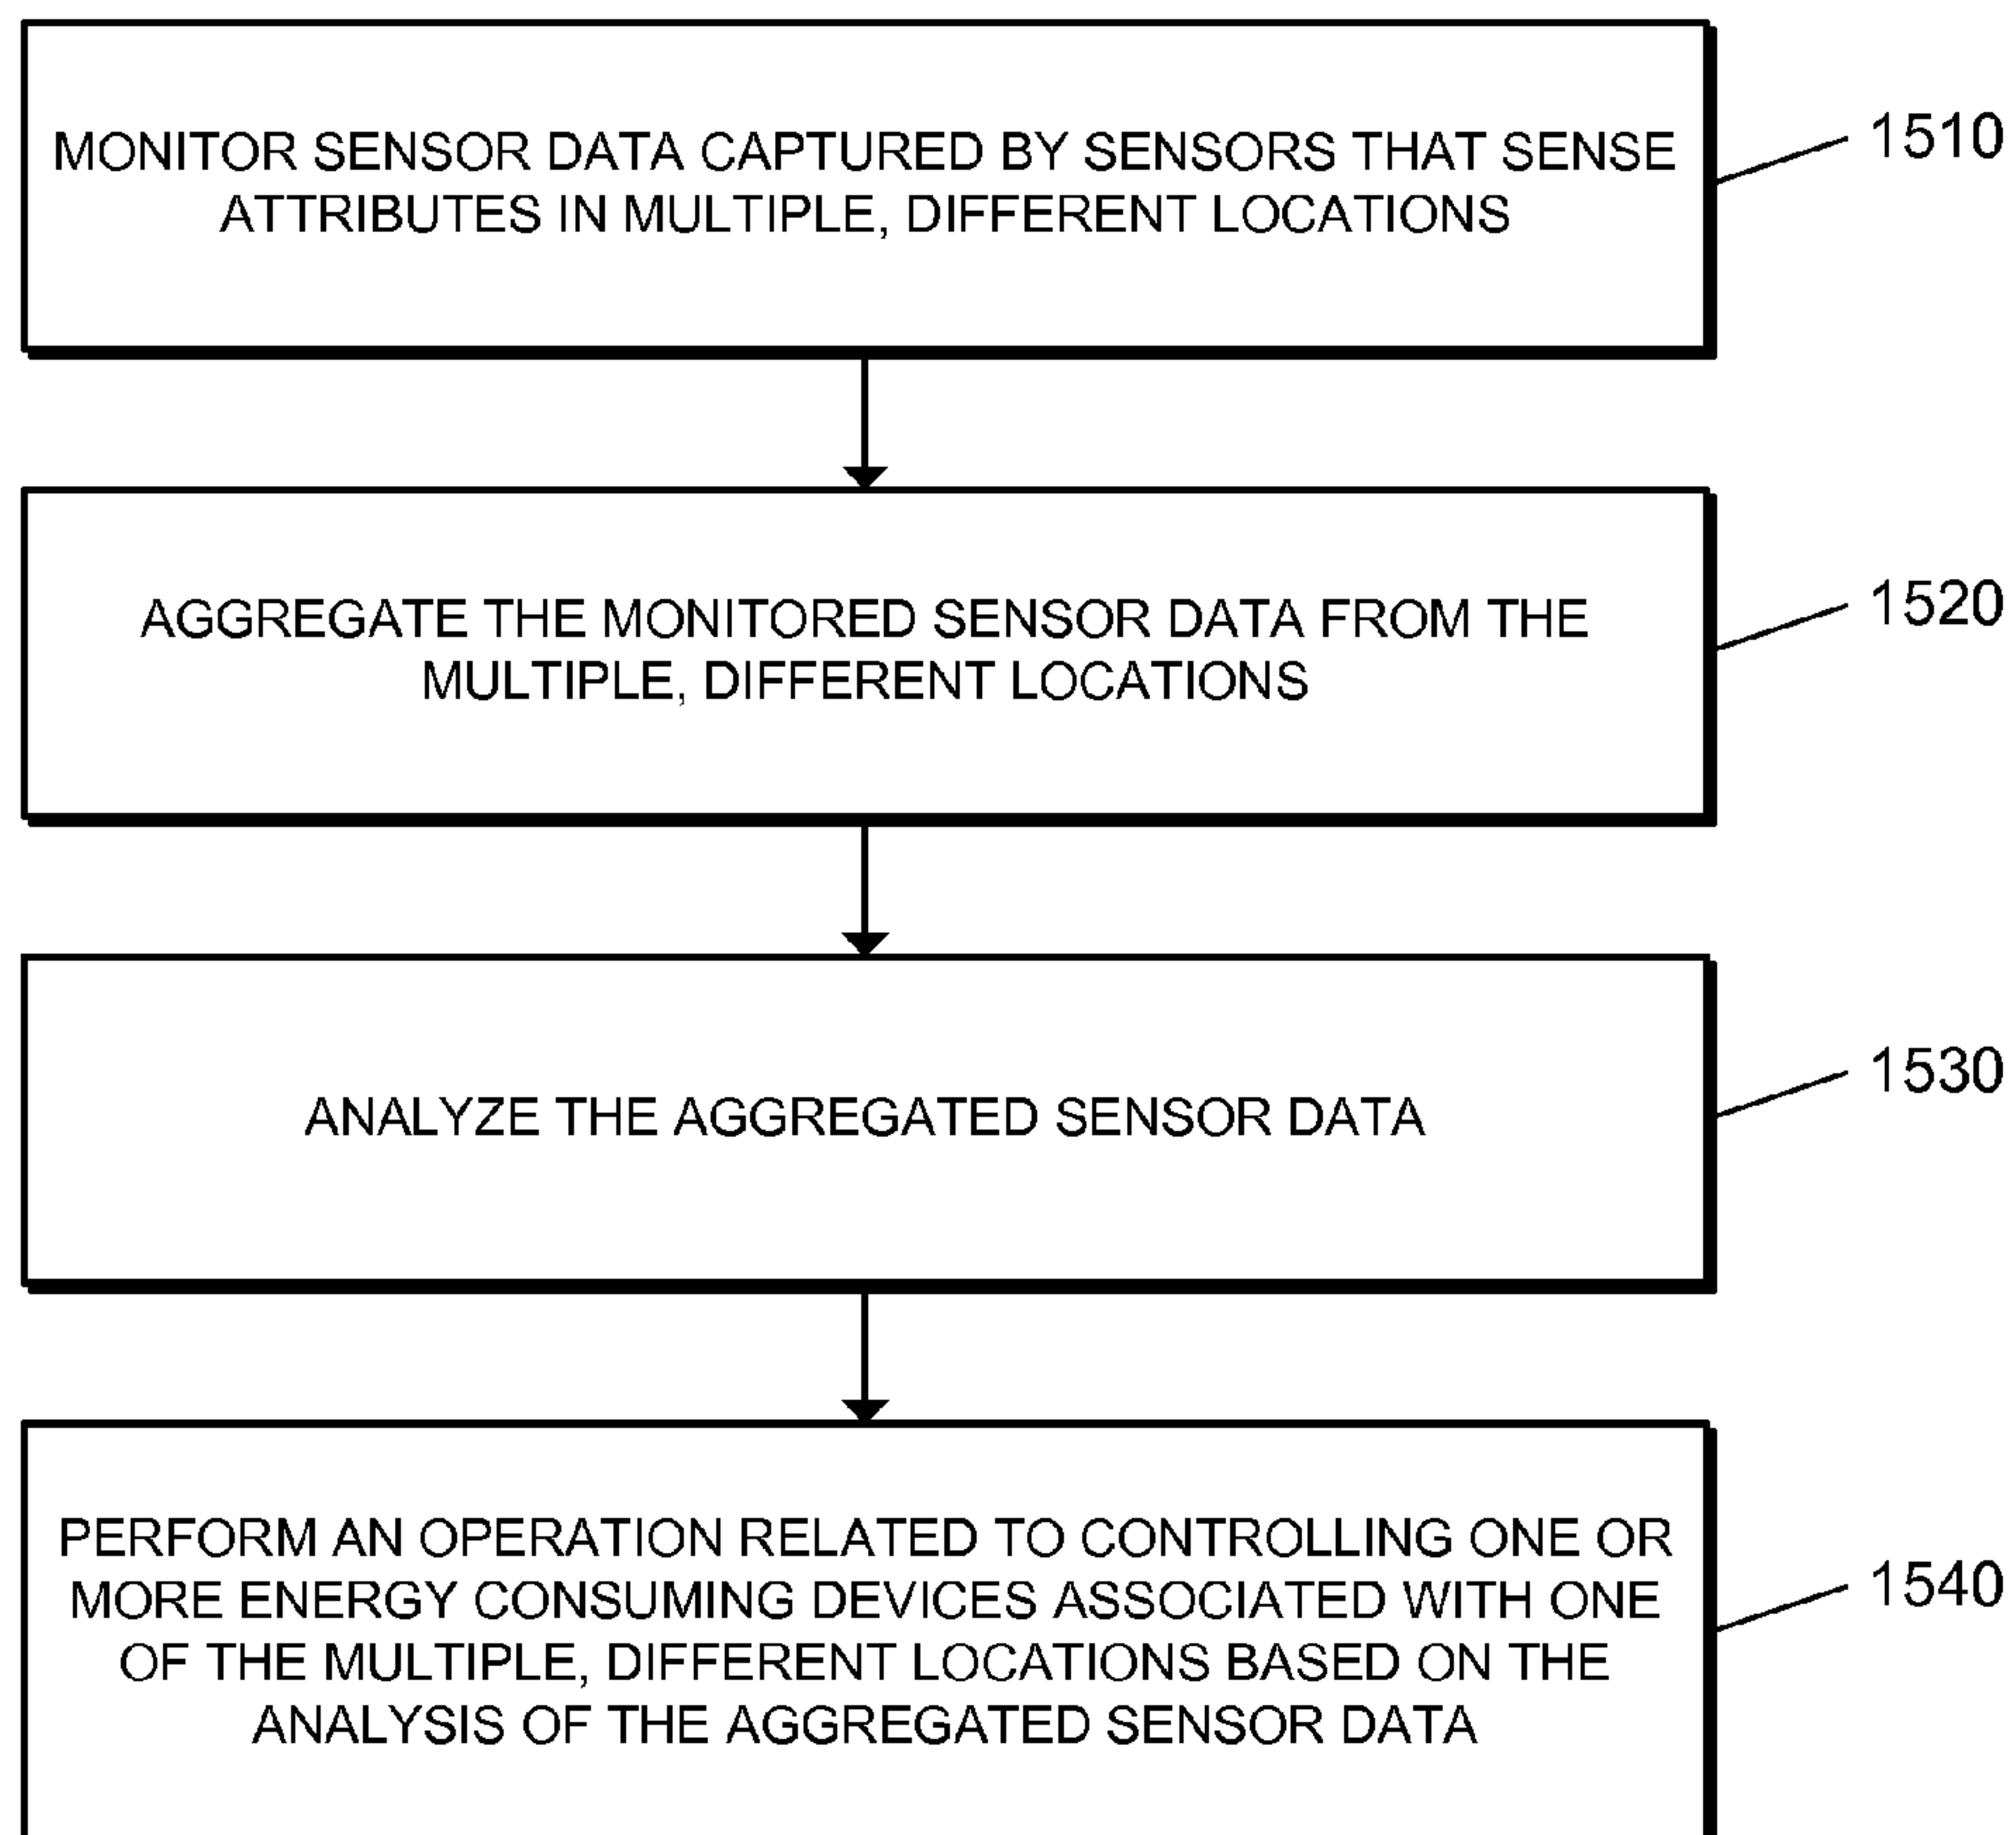 MONITOR SENSOR DATA CAPTURED BY SENSORS THAT SENSE
ATTRIBUTES IN MULTIPLE, DIFFERENT LOCATIONS
1510
AGGREGATE THE MONITORED SENSOR DATA FROM THE
MULTIPLE, DIFFERENT LOCATIONS
1520
ANALYZE THE AGGREGATED SENSOR DATA
1530
PERFORM AN OPERATION RELATED TO CONTROLLING ONE OR
MORE ENERGY CONSUMING DEVICES ASSOCIATED WITH ONE
OF THE MULTIPLE, DIFFERENT LOCATIONS BASED ON THE
ANALYSIS OF THE AGGREGATED SENSOR DATA
1540